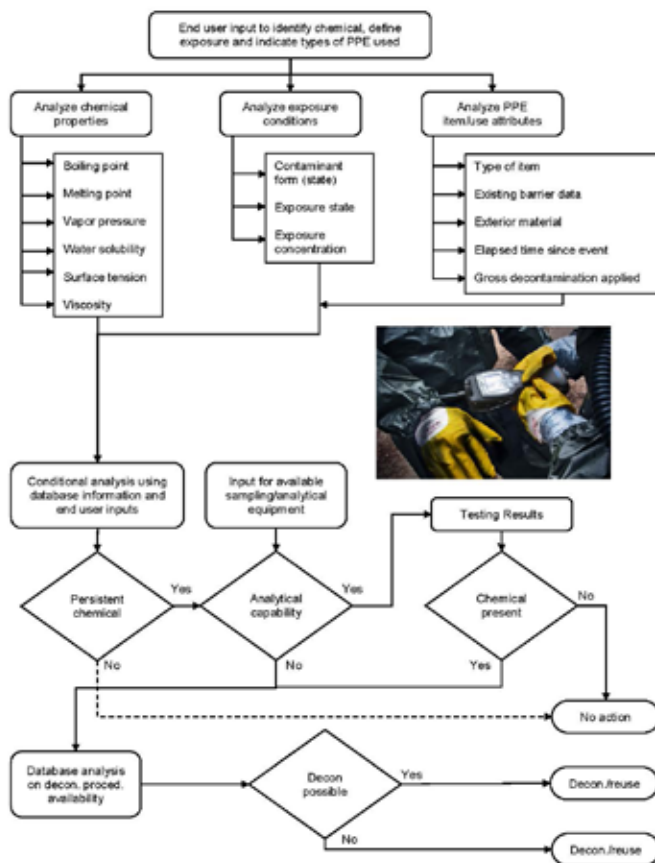 End user input to identify chemical, define
exposure and indicate types of PPE used
Analyze chemical
properties
Analyze exposure
conditions
Analyze PPE
item/use attributes
Boiling point
Melting point
Vapor pressure
Water solubility
Surface tension
Viscosity
Contaminant
form (state)
Exposure state
Exposure
concentration
Type of item
Existing barrier data
Exterior material
Elapsed time since event
Gross decontamination applied
Conditional analysis using
database information and
end user inputs
Input for available
sampling/analytical
equipment
Testing Results
Persistent
chemical
Yes
Analytical
capability
Yes
Chemical
present
No
No
No
Yes
No action
Database analysis
on decon. proced.
availability
Decon
possible
Yes
Decon./reuse
No
Decon./reuse